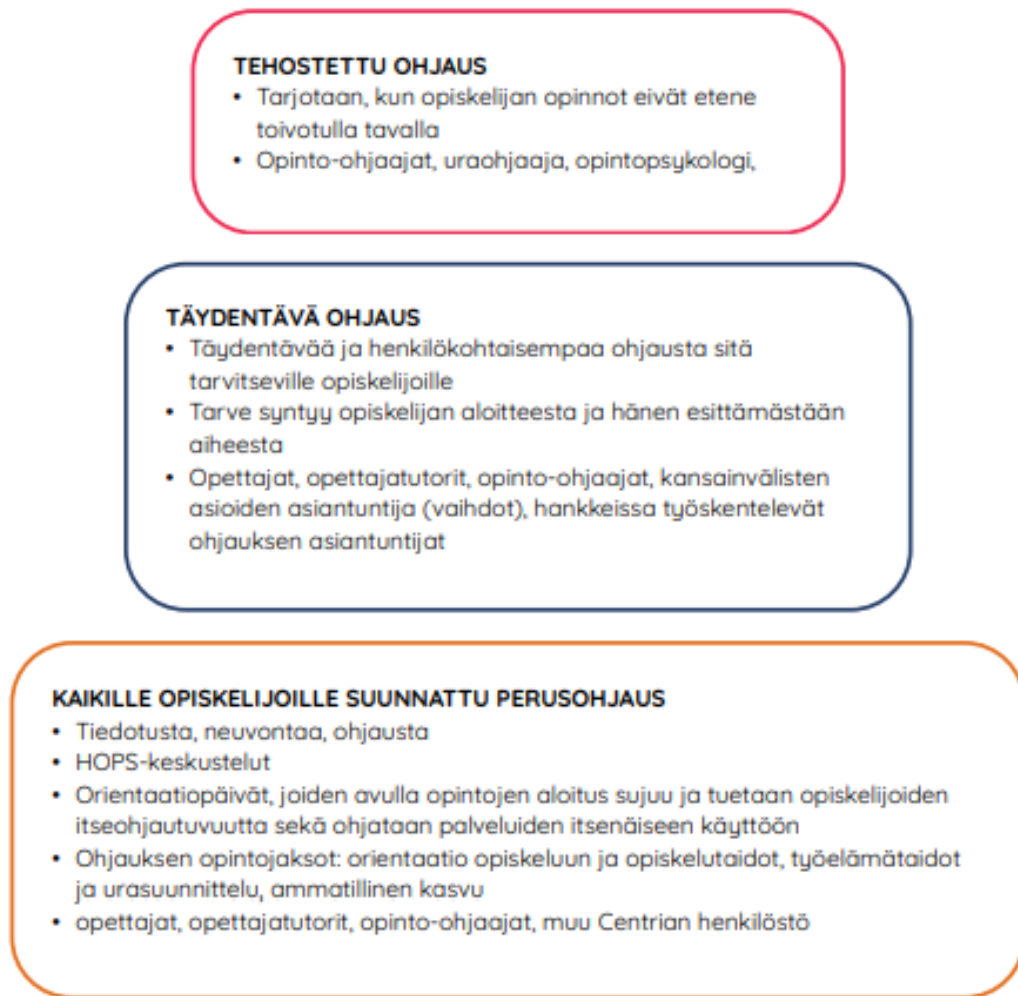 TEHOSTETTU OHJAUS
• Tarjotaan, kun opiskelijan opinnot eivät etene
toivotulla tavalla
• Opinto-ohjaajat, uraohjaaja, opintopsykologi,
TÄYDENTÄVÄ OHJAUS
• Täydentävää ja henkilökohtaisempaa ohjausta sitä
tarvitseville opiskelijoille
• Tarve syntyy opiskelijan aloitteesta ja hänen esittämästään
aiheesta
• Opettajat, opettajatutorit, opinto-ohjaajat, kansainvälisten
asioiden asiantuntija (vaihdot), hankkeissa työskentelevät
ohjauksen asiantuntijat
KAIKILLE OPISKELIJOILLE SUUNNATTU PERUSOHJAUS
• Tiedotusta, neuvontaa, ohjausta
• HOPS-keskustelut
• Orientaatiopäivät, joiden avulla opintojen aloitus sujuu ja tuetaan opiskelijoiden
itseohjautuvuutta sekä ohjataan palveluiden itsenäiseen käyttöön
• Ohjauksen opintojaksot: orientaatio opiskeluun ja opiskelutaidot, työelämätaidot
ja urasuunnittelu, ammatillinen kasvu
• opettajat, opettajatutorit, opinto-ohjaajat, muu Centrian henkilöstö